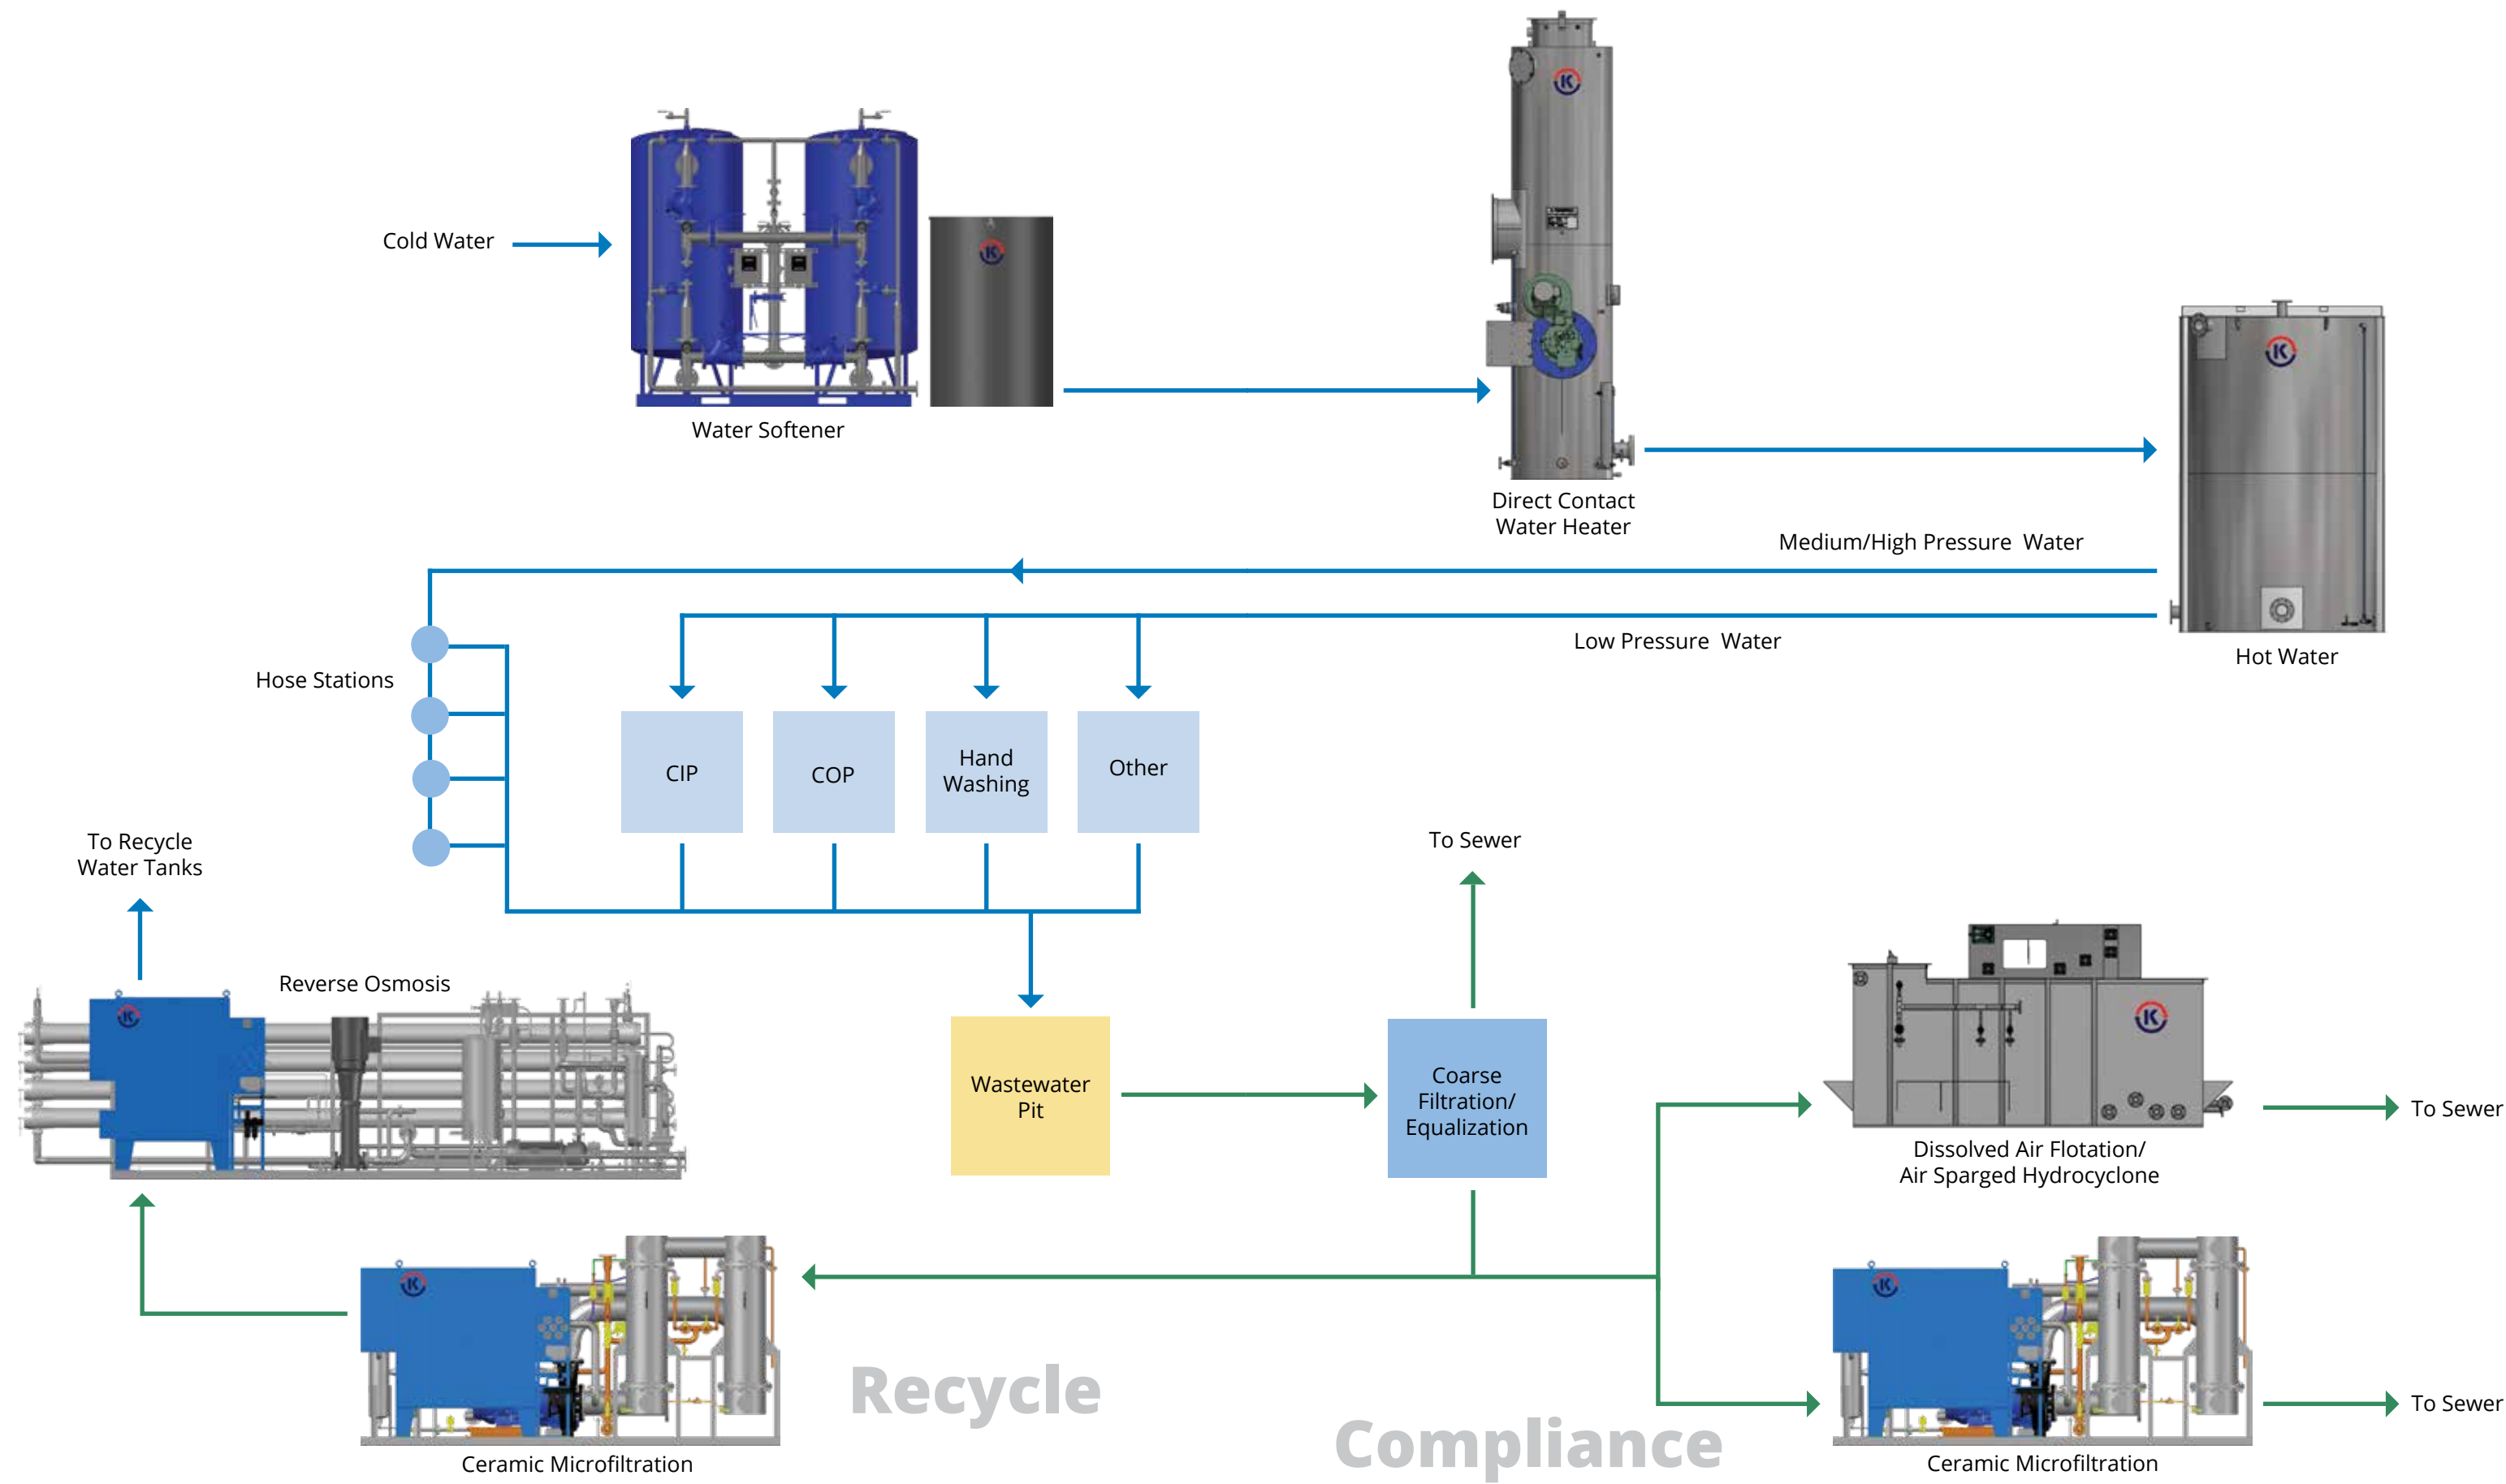 Cold Water
Water Softener
Direct Contact
Water Heater
Medium/High Pressure Water
Low Pressure Water
Hot Water
Hose Stations
CIP
COP
Hand
Washing
Other
To Recycle
Water Tanks
To Sewer
Reverse Osmosis
Wastewater
Pit
Coarse
Filtration/
Equalization
To Sewer
Dissolved Air Flotation/
Air Sparged Hydrocyclone
Recycle
Compliance
To Sewer
Ceramic Microfiltration
Ceramic Microfiltration
K
K
K
K
K
K
K